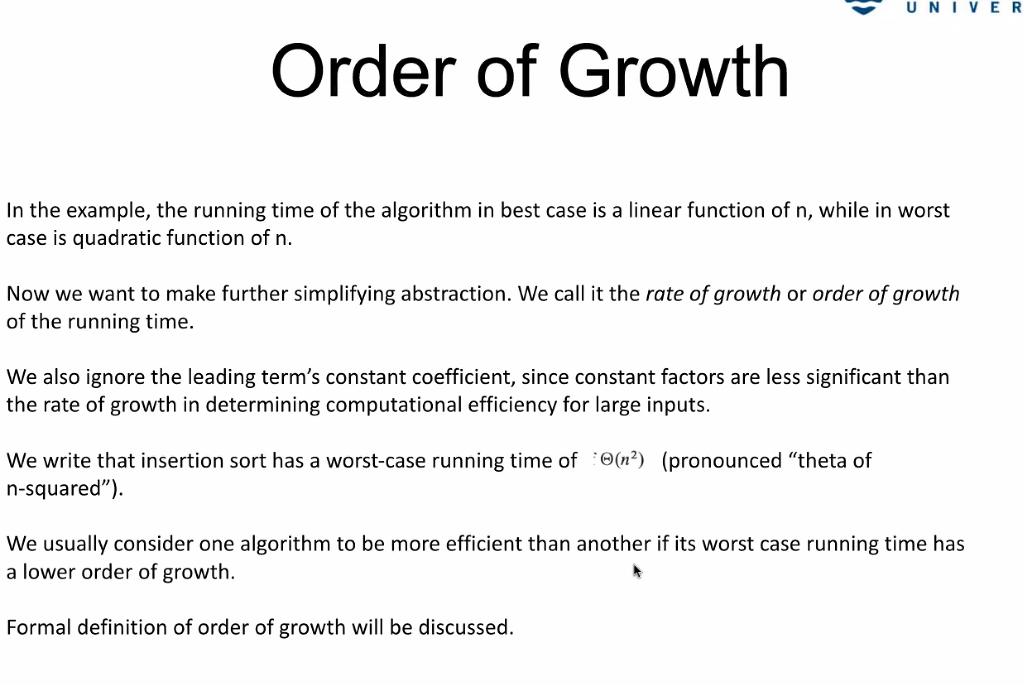 UNIVER
Order of Growth
In the example, the running time of the algorithm in best case is a linear function of n, while in worst
case is quadratic function of n.
Now we want to make further simplifying abstraction. We call it the rate of growth or order of growth
of the running time.
We also ignore the leading term’s constant coefficient, since constant factors are less significant than
the rate of growth in determining computational efficiency for large inputs.
We write that insertion sort has a worst-case running time of Θ(n²) (pronounced “theta of
n-squared”).
We usually consider one algorithm to be more efficient than another if its worst case running time has
a lower order of growth.
Formal definition of order of growth will be discussed.